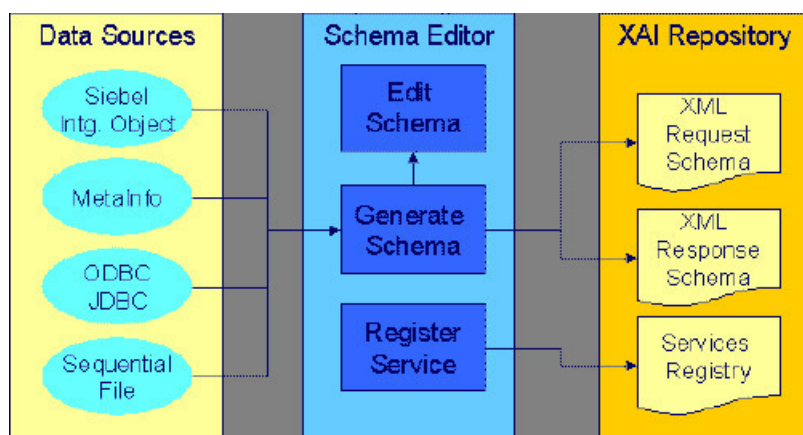 Data Sources
Siebel
Intg. Object
MetaInfo
ODBC
JDBC
Sequential
File
Schema Editor
Edit
Schema
Generate
Schema
Register
Service
XAI Repository
XML
Request
Schema
XML
Response
Schema
Services
Registry